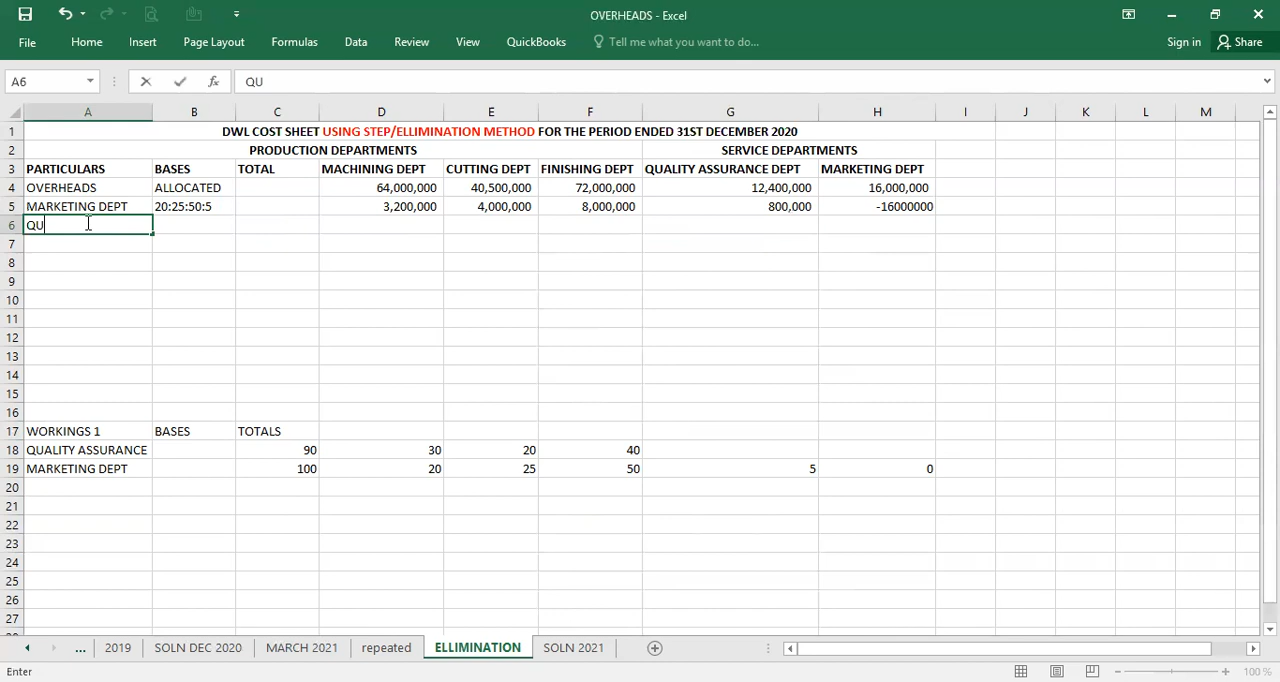 OVERHEADS - Excel
File Home Insert Page Layout Formulas Data Review View QuickBooks Tell me what you want to do... Sign in Share
A6 fx QU
A B C D E F G H I J K L M
1 DWL COST SHEET USING STEP/ELLIMINATION METHOD FOR THE PERIOD ENDED 31ST DECEMBER 2020
2 PRODUCTION DEPARTMENTS SERVICE DEPARTMENTS
3 PARTICULARS BASES TOTAL MACHINING DEPT CUTTING DEPT FINISHING DEPT QUALITY ASSURANCE DEPT MARKETING DEPT
4 OVERHEADS ALLOCATED 64,000,000 40,500,000 72,000,000 12,400,000 16,000,000
5 MARKETING DEPT 20:25:50:5 3,200,000 4,000,000 8,000,000 800,000 -16000000
6 QU
7
8
9
10
11
12
13
14
15
16
17 WORKINGS 1 BASES TOTALS
18 QUALITY ASSURANCE 90 30 20 40
19 MARKETING DEPT 100 20 25 50 5 0
20
21
22
23
24
25
26
27
... 2019 SOLN DEC 2020 MARCH 2021 repeated ELLIMINATION SOLN 2021
Enter 100 %